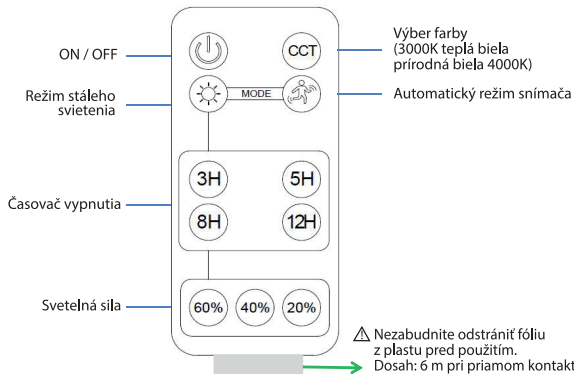 ON / OFF
CCT
Výber farby
(3000K teplá biela
prírodná biela 4000K)
Režim stáleho
svietenia
MODE
Automatický režim snímača
3H
5H
Časovač vypnutia
8H
12H
Svetelná sila
60%
40%
20%
⚠ Nezabudnite odstrániť fóliu
z plastu pred použitím.
Dosah: 6 m pri priamom kontakt